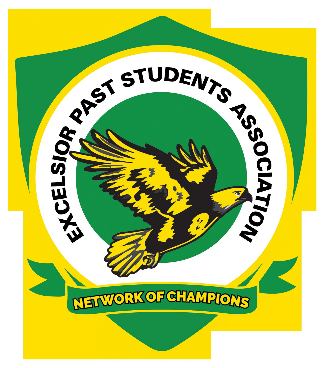 EXCELSIOR PAST STUDENTS ASSOCIATION
NETWORK OF CHAMPIONS